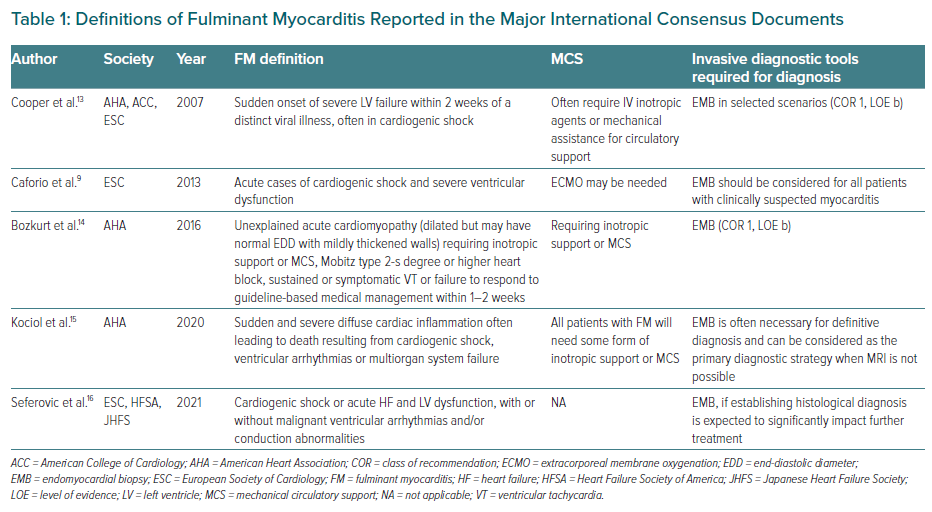 Table 1: Definitions of Fulminant Myocarditis Reported in the Major International Consensus Documents
Author
Society
Year
FM definition
MCS
Invasive diagnostic tools
required for diagnosis
Cooper et al.13
AHA, ACC,
ESC
2007
Sudden onset of severe LV failure within 2 weeks of a
distinct viral illness, often in cardiogenic shock
Often require IV inotropic
agents or mechanical
assistance for circulatory
support
EMB in selected scenarios (COR 1, LOE b)
Caforio et al.9
ESC
2013
Acute cases of cardiogenic shock and severe ventricular
dysfunction
ECMO may be needed
EMB should be considered for all patients
with clinically suspected myocarditis
Bozkurt et al.14
AHA
2016
Unexplained acute cardiomyopathy (dilated but may have
normal EDD with mildly thickened walls) requiring inotropic
support or MCS, Mobitz type 2-s degree or higher heart
block, sustained or symptomatic VT or failure to respond to
guideline-based medical management within 1–2 weeks
Requiring inotropic
support or MCS
EMB (COR 1, LOE b)
Kociol et al.15
AHA
2020
Sudden and severe diffuse cardiac inflammation often
leading to death resulting from cardiogenic shock,
ventricular arrhythmias or multiorgan system failure
All patients with FM will
need some form of
inotropic support or MCS
EMB is often necessary for definitive
diagnosis and can be considered as the
primary diagnostic strategy when MRI is not
possible
Seferovic et al.16
ESC, HFSA,
JHFS
2021
Cardiogenic shock or acute HF and LV dysfunction, with or
without malignant ventricular arrhythmias and/or
conduction abnormalities
NA
EMB, if establishing histological diagnosis
is expected to significantly impact further
treatment
ACC = American College of Cardiology; AHA = American Heart Association; COR = class of recommendation; ECMO = extracorporeal membrane oxygenation; EDD = end-diastolic diameter;
EMB = endomyocardial biopsy; ESC = European Society of Cardiology; FM = fulminant myocarditis; HF = heart failure; HFSA = Heart Failure Society of America; JHFS = Japanese Heart Failure Society;
LOE = level of evidence; LV = left ventricle; MCS = mechanical circulatory support; NA = not applicable; VT = ventricular tachycardia.